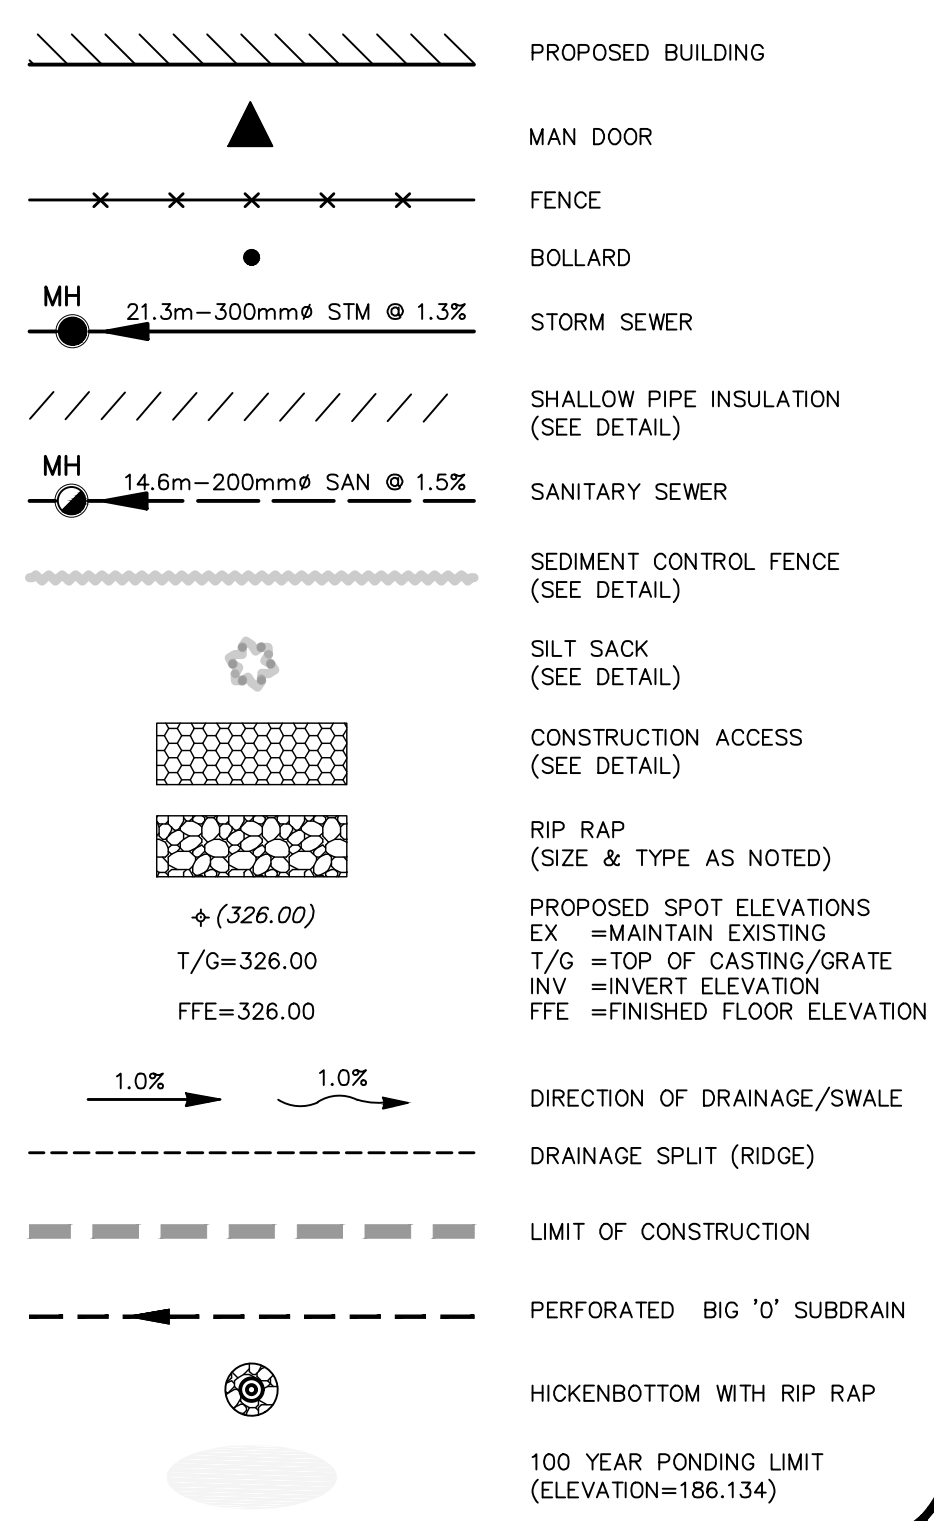 PROPOSED BUILDING
MAN DOOR
FENCE
BOLLARD
MH
21.3m-300mmø STM @ 1.3%
STORM SEWER
SHALLOW PIPE INSULATION
(SEE DETAIL)
MH
14.6m-200mmø SAN @ 1.5%
SANITARY SEWER
SEDIMENT CONTROL FENCE
(SEE DETAIL)
SILT SACK
(SEE DETAIL)
CONSTRUCTION ACCESS
(SEE DETAIL)
RIP RAP
(SIZE & TYPE AS NOTED)
(326.00)
PROPOSED SPOT ELEVATIONS
EX =MAINTAIN EXISTING
T/G=326.00
T/G =TOP OF CASTING/GRATE
INV =INVERT ELEVATION
FFE=326.00
FFE =FINISHED FLOOR ELEVATION
1.0% 1.0%
DIRECTION OF DRAINAGE/SWALE
DRAINAGE SPLIT (RIDGE)
LIMIT OF CONSTRUCTION
PERFORATED BIG 'O' SUBDRAIN
HICKENBOTTOM WITH RIP RAP
100 YEAR PONDING LIMIT
(ELEVATION=186.134)